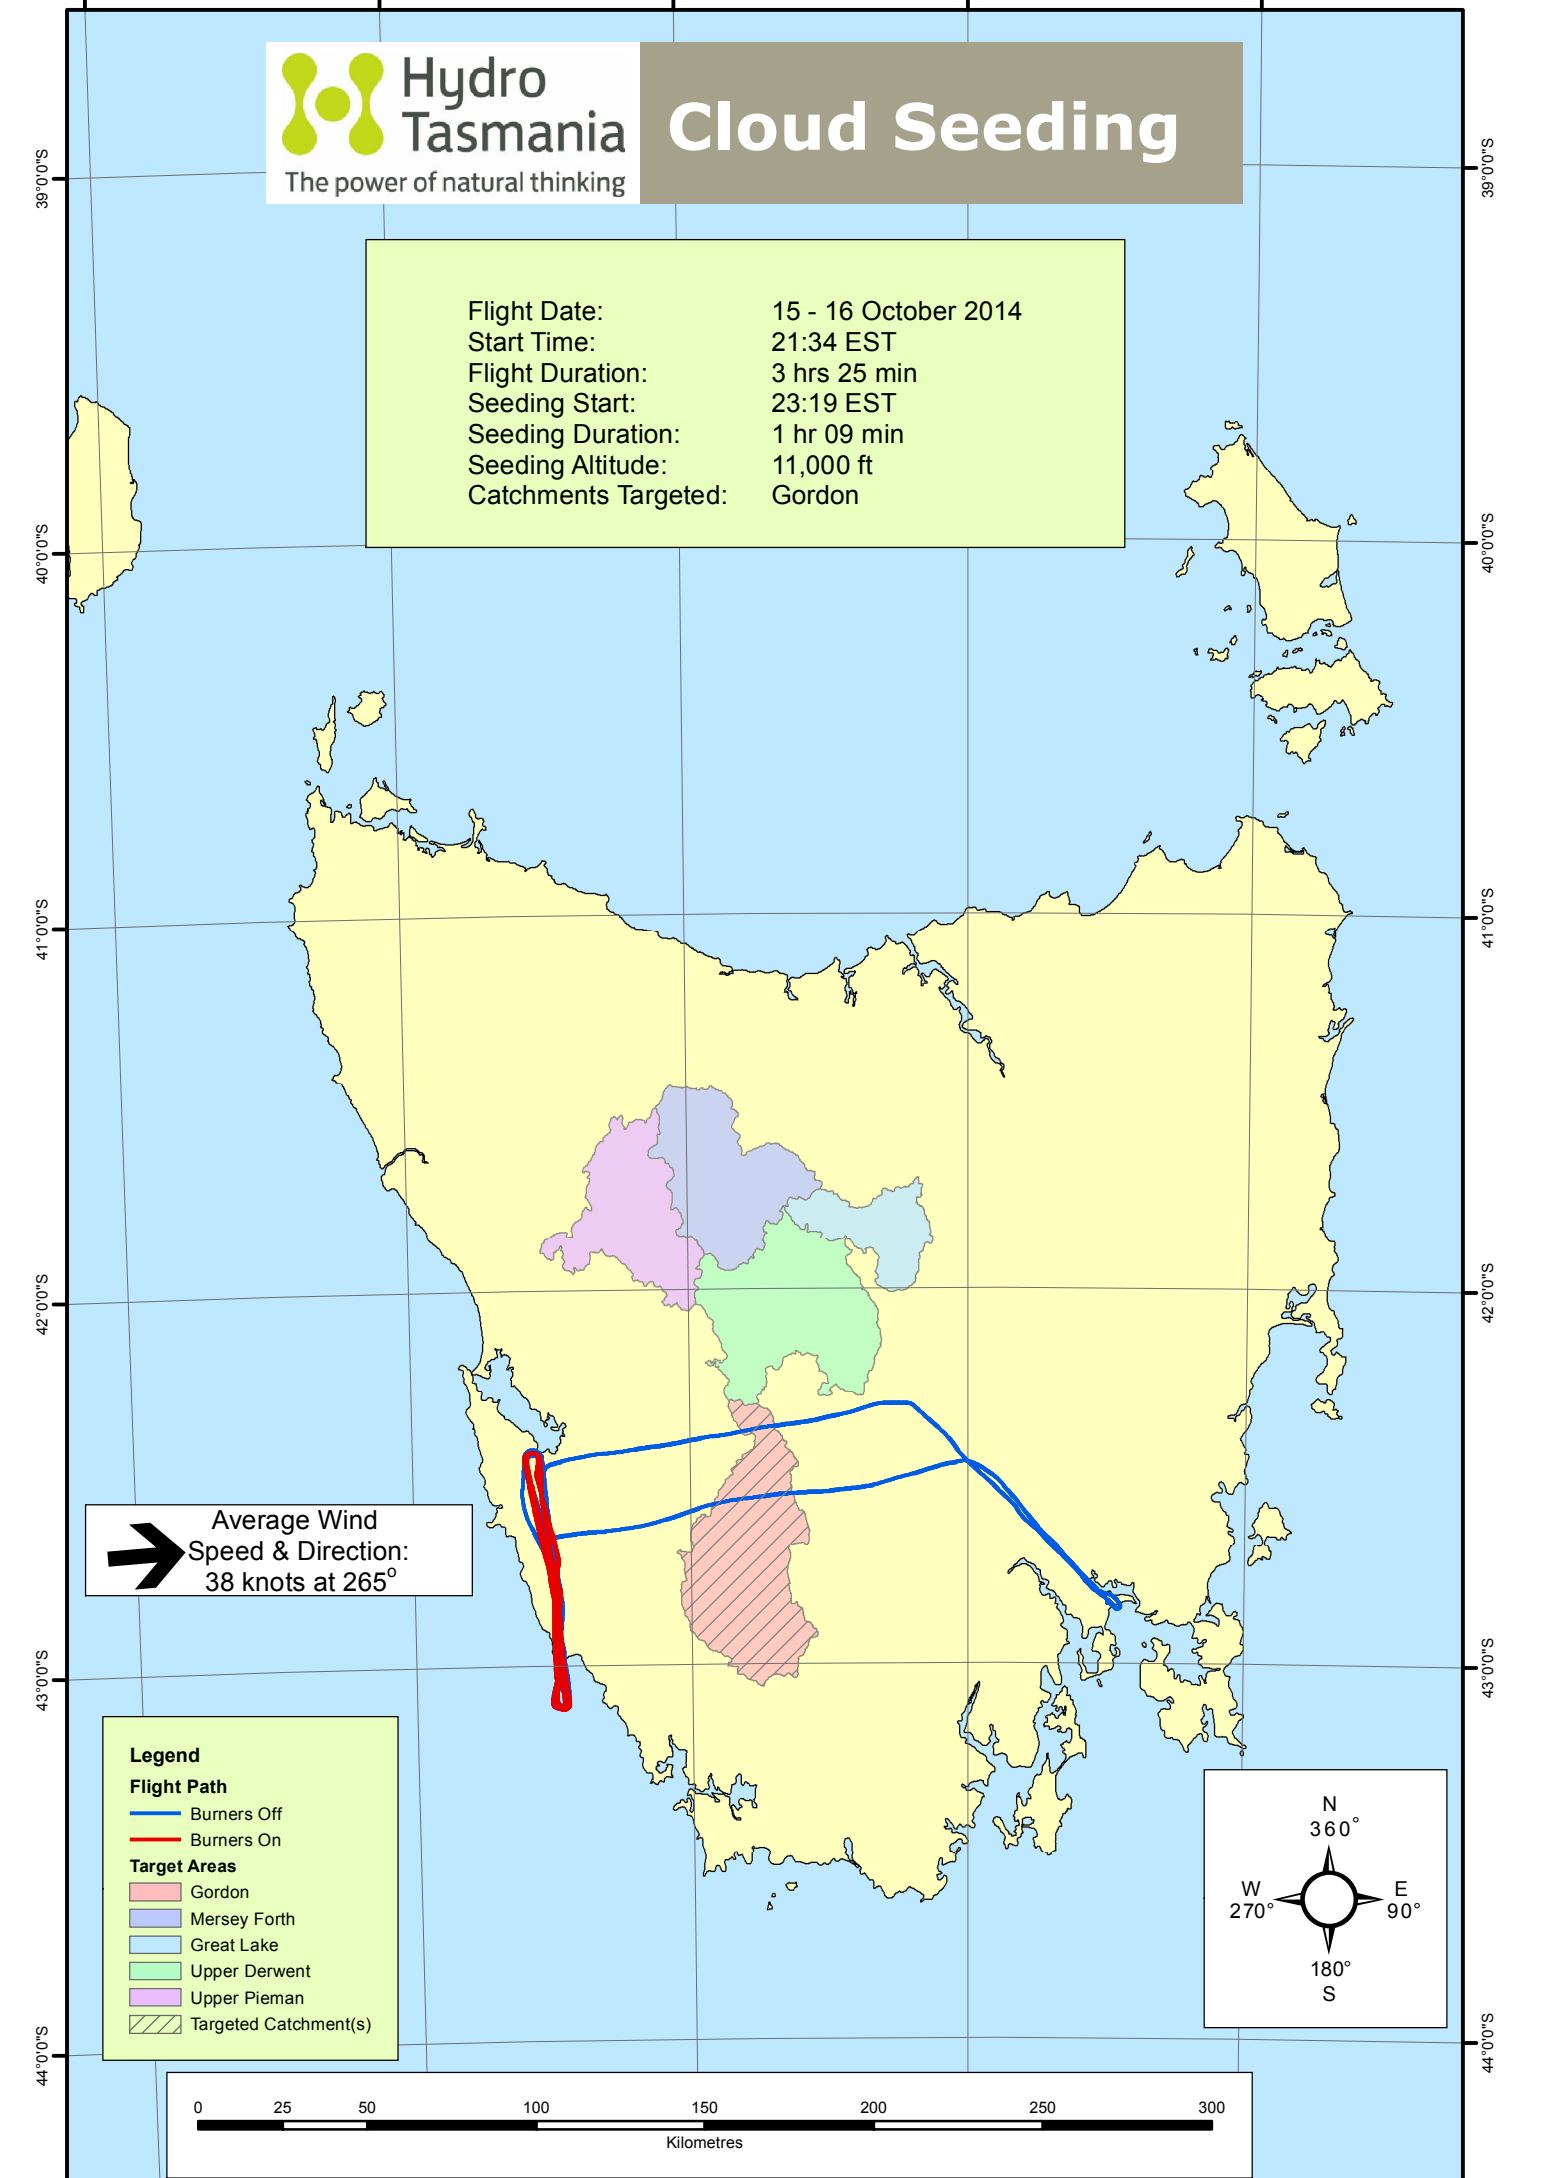 Hydro
Tasmania
The power of natural thinking
Cloud Seeding
Flight Date: 15 - 16 October 2014
Start Time: 21:34 EST
Flight Duration: 3 hrs 25 min
Seeding Start: 23:19 EST
Seeding Duration: 1 hr 09 min
Seeding Altitude: 11,000 ft
Catchments Targeted: Gordon
39°0'0"S
39°0'0"S
40°0'0"S
40°0'0"S
41°0'0"S
41°0'0"S
42°0'0"S
42°0'0"S
43°0'0"S
43°0'0"S
44°0'0"S
44°0'0"S
Average Wind
Speed & Direction:
38 knots at 265°
Legend
Flight Path
Burners Off
Burners On
Target Areas
Gordon
Mersey Forth
Great Lake
Upper Derwent
Upper Pieman
Targeted Catchment(s)
N
360°
W
270°
E
90°
180°
S
0 25 50 100 150 200 250 300
Kilometres